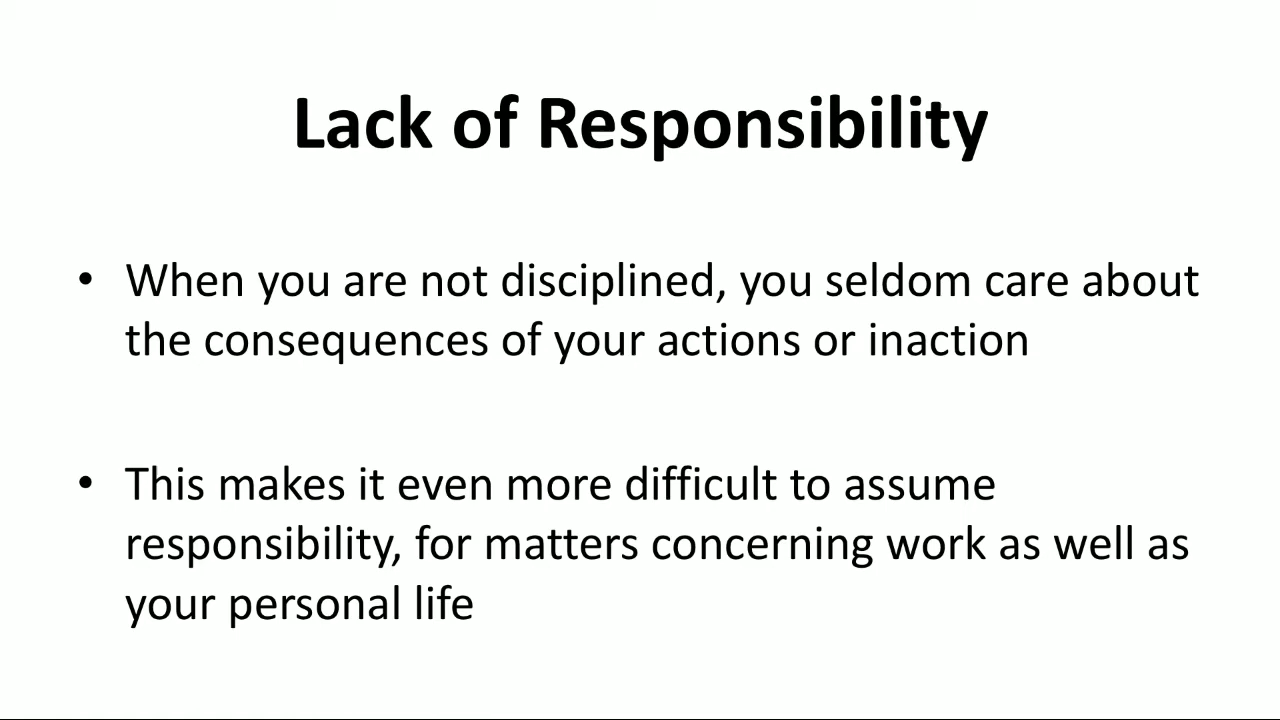 Lack of Responsibility
• When you are not disciplined, you seldom care about
the consequences of your actions or inaction
• This makes it even more difficult to assume
responsibility, for matters concerning work as well as
your personal life